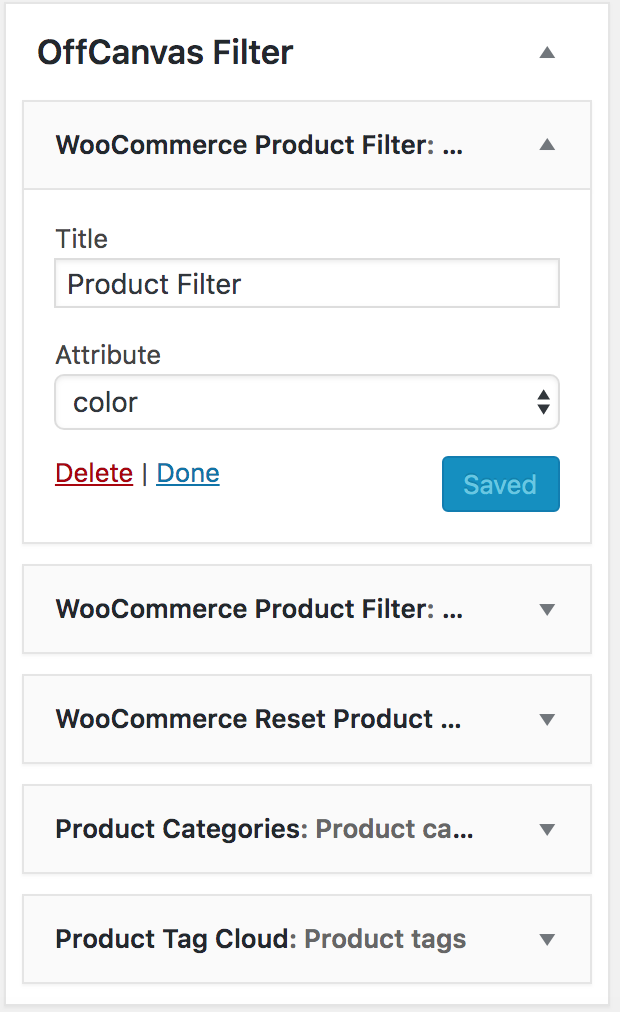 OffCanvas Filter
WooCommerce Product Filter: ...
Title
Product Filter
Attribute
color
Delete | Done
Saved
WooCommerce Product Filter: ...
WooCommerce Reset Product ...
Product Categories: Product ca...
Product Tag Cloud: Product tags